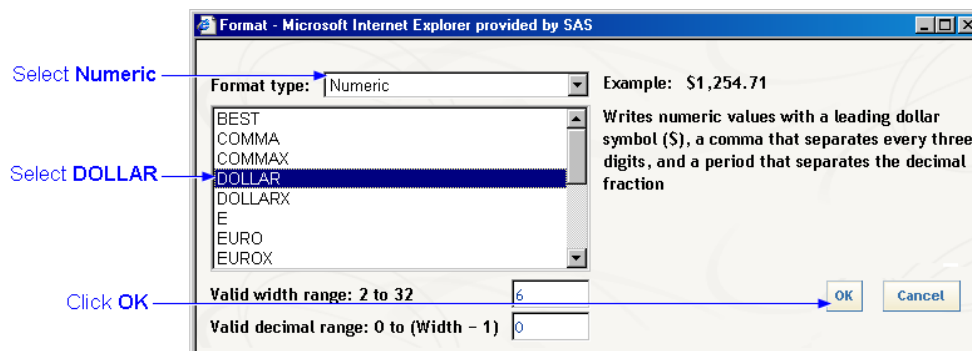 Format - Microsoft Internet Explorer provided by SAS
Select Numeric
Format type: Numeric
Example: $1,254.71
Writes numeric values with a leading dollar
symbol ($), a comma that separates every three
digits, and a period that separates the decimal
fraction
BEST
COMMA
COMMAX
Select DOLLAR
DOLLAR
DOLLARX
E
EURO
EUROX
Click OK
Valid width range: 2 to 32 6
OK Cancel
Valid decimal range: 0 to (Width - 1) 0